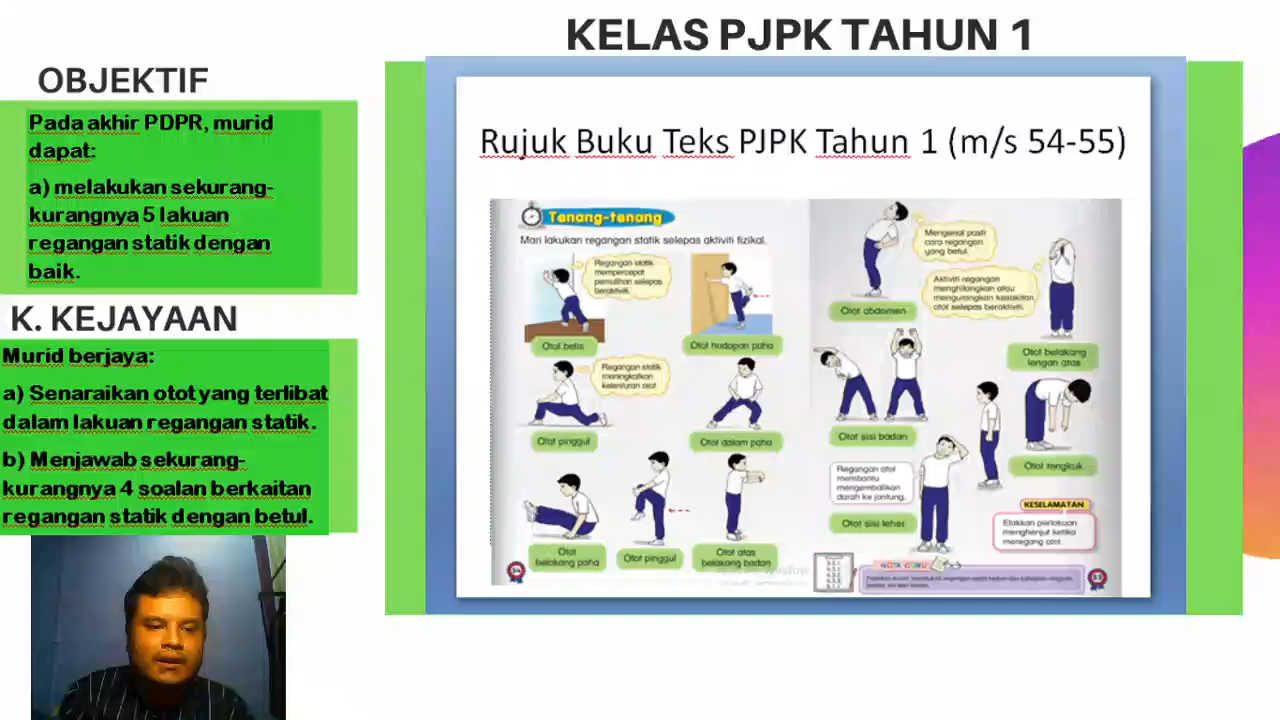 KELAS PJPK TAHUN 1
OBJEKTIF
Pada akhir PDPR, murid
dapat:
a) melakukan sekurang-
kurangnya 5 lakuan
regangan statik dengan
baik.
K. KEJAYAAN
Murid berjaya:
a) Senaraikan otot yang terlibat
dalam lakuan regangan statik.
b) Menjawab sekurang-
kurangnya 4 soalan berkaitan
regangan statik dengan betul.
Rujuk Buku Teks PJPK Tahun 1 (m/s 54-55)
Tenang-tenang
Mari lakukan regangan statik selepas aktiviti fizikal.
Regangan statik
mempercepat
pemulihan selepas
beraktiviti.
Otot betis
Otot hadapan paha
Regangan statik
meningkatkan
kelenturan otot.
Otot pinggul
Otot dalam paha
Otot
belakang paha
Otot pinggul
Otot atas
belakang badan
54
Mengenal pasti
cara regangan
yang betul.
Otot abdomen
Aktiviti regangan
menghilangkan atau
mengurangkan kesakitan
otot selepas beraktiviti.
Otot belakang
lengan atas
Otot sisi badan
Otot tengkuk
Regangan otot
membantu
mengembalikan
darah ke jantung.
Otot sisi leher
KESELAMATAN
Elakkan perlakuan
menghenjut ketika
meregang otot.
NOTA GURU
55